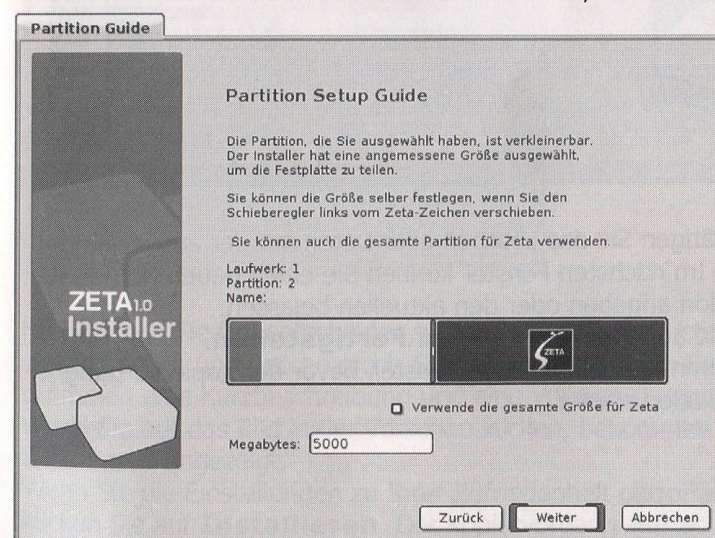 Partition Guide
Partition Setup Guide
Die Partition, die Sie ausgewählt haben, ist verkleinerbar.
Der Installer hat eine angemessene Größe ausgewählt,
um die Festplatte zu teilen.
Sie können die Größe selber festlegen, wenn Sie den
Schieberegler links vom Zeta-Zeichen verschieben.
Sie können auch die gesamte Partition für Zeta verwenden.
Laufwerk: 1
Partition: 2
Name:
ZETA 1.0
Installer
ZETA
Verwende die gesamte Größe für Zeta
Megabytes: 5000
Zurück Weiter Abbrechen